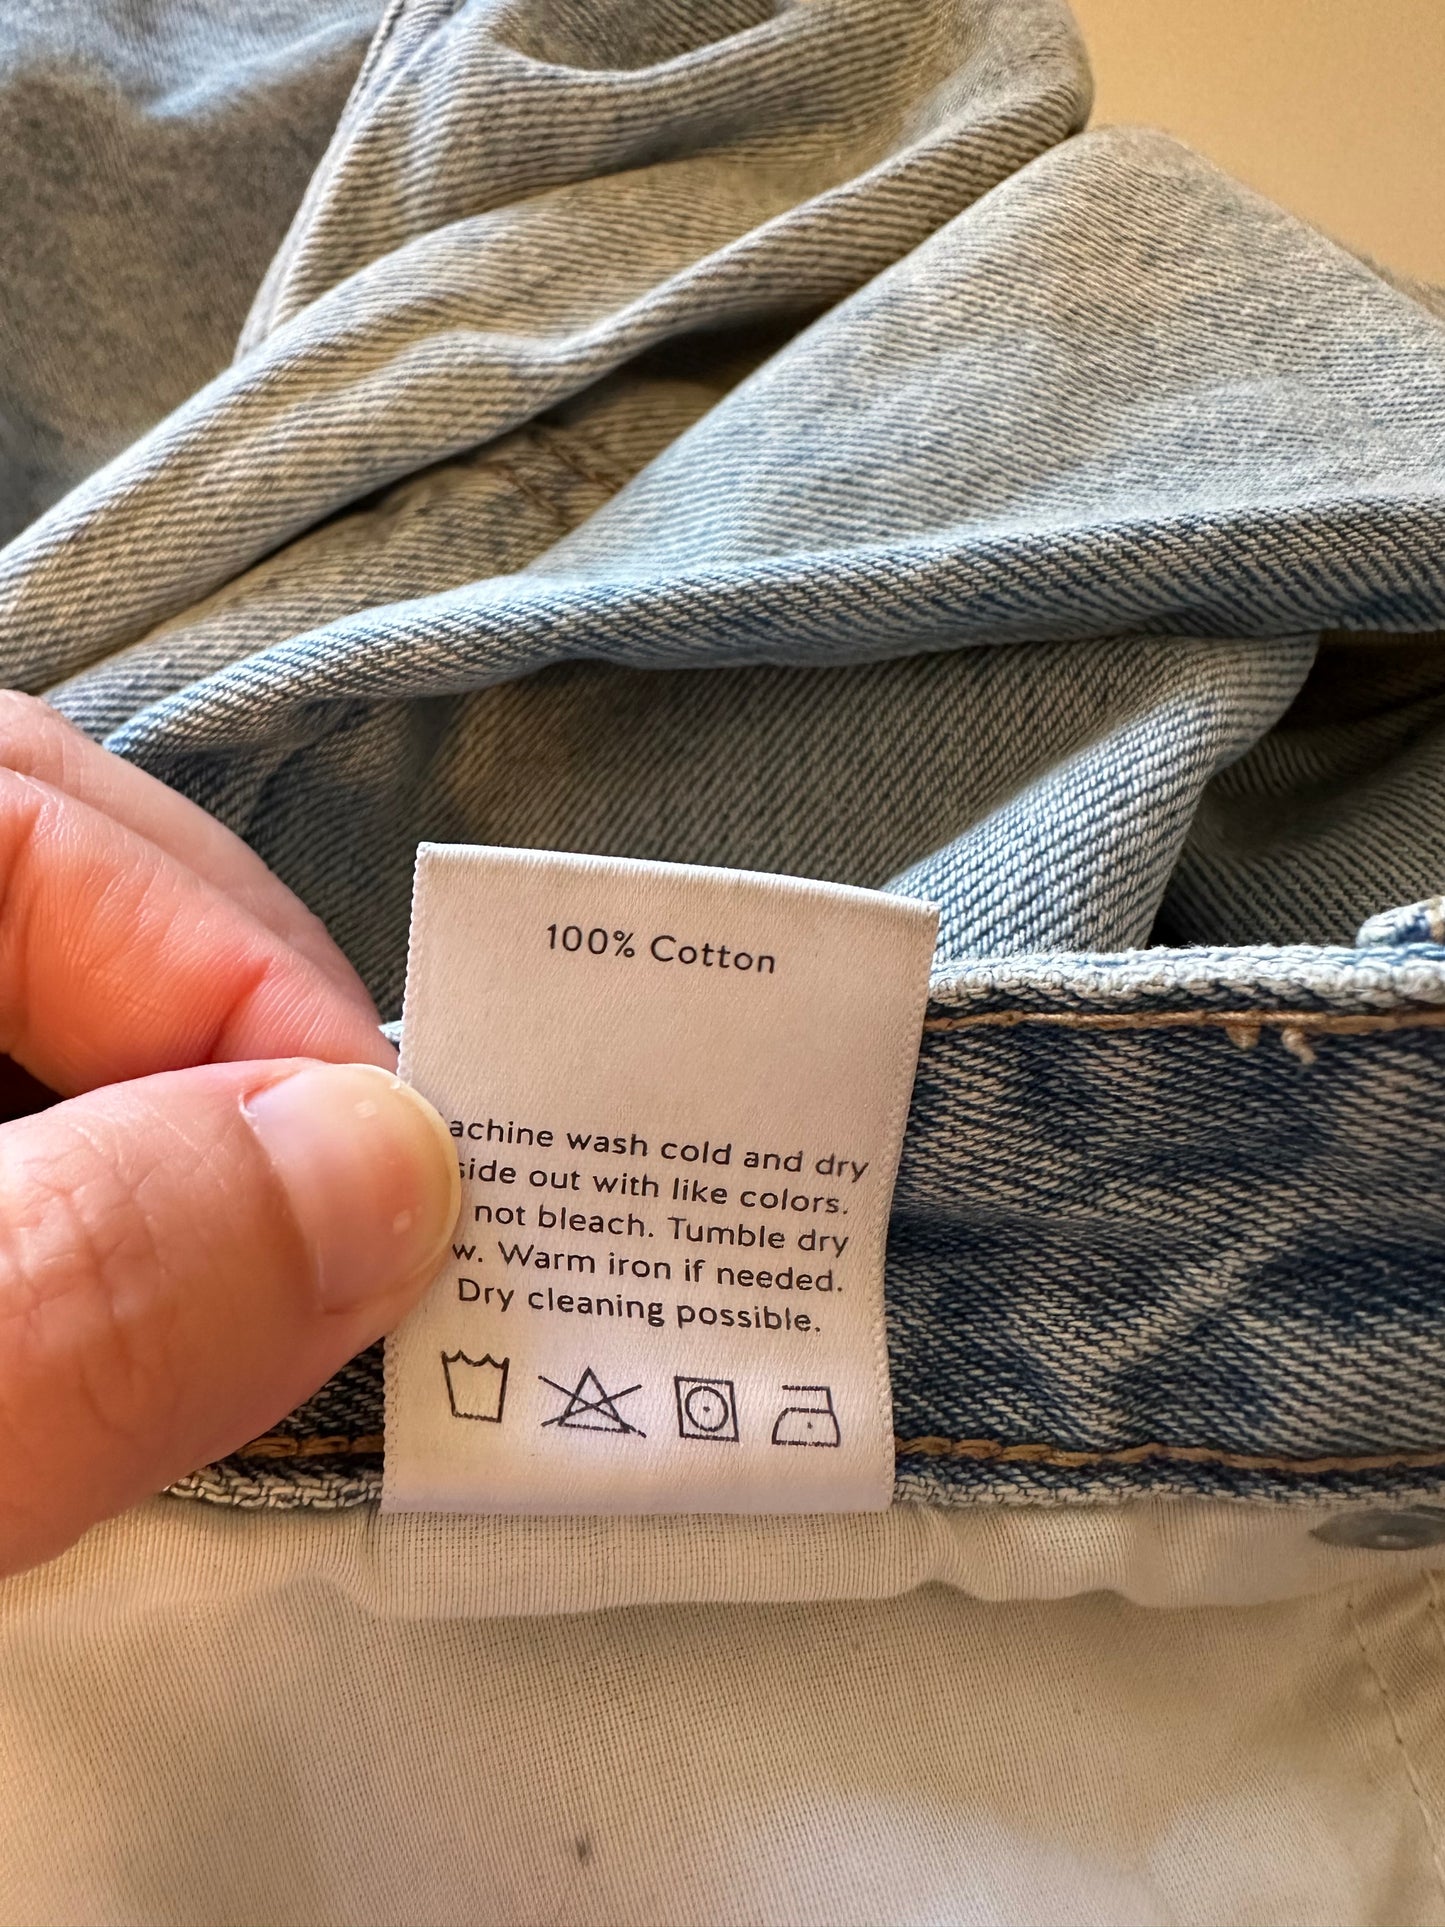 100% Cotton
achine wash cold and dry
side out with like colors.
not bleach. Tumble dry
w. Warm iron if needed.
Dry cleaning possible.